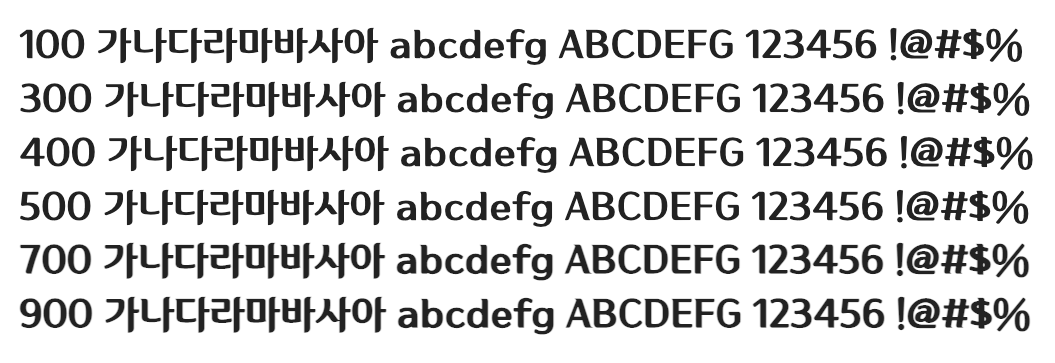 100 가나다라마바사아 abcdefg ABCDEFG 123456 !@#$%
300 가나다라마바사아 abcdefg ABCDEFG 123456 !@#$%
400 가나다라마바사아 abcdefg ABCDEFG 123456 !@#$%
500 가나다라마바사아 abcdefg ABCDEFG 123456 !@#$%
700 가나다라마바사아 abcdefg ABCDEFG 123456 !@#$%
900 가나다라마바사아 abcdefg ABCDEFG 123456 !@#$%